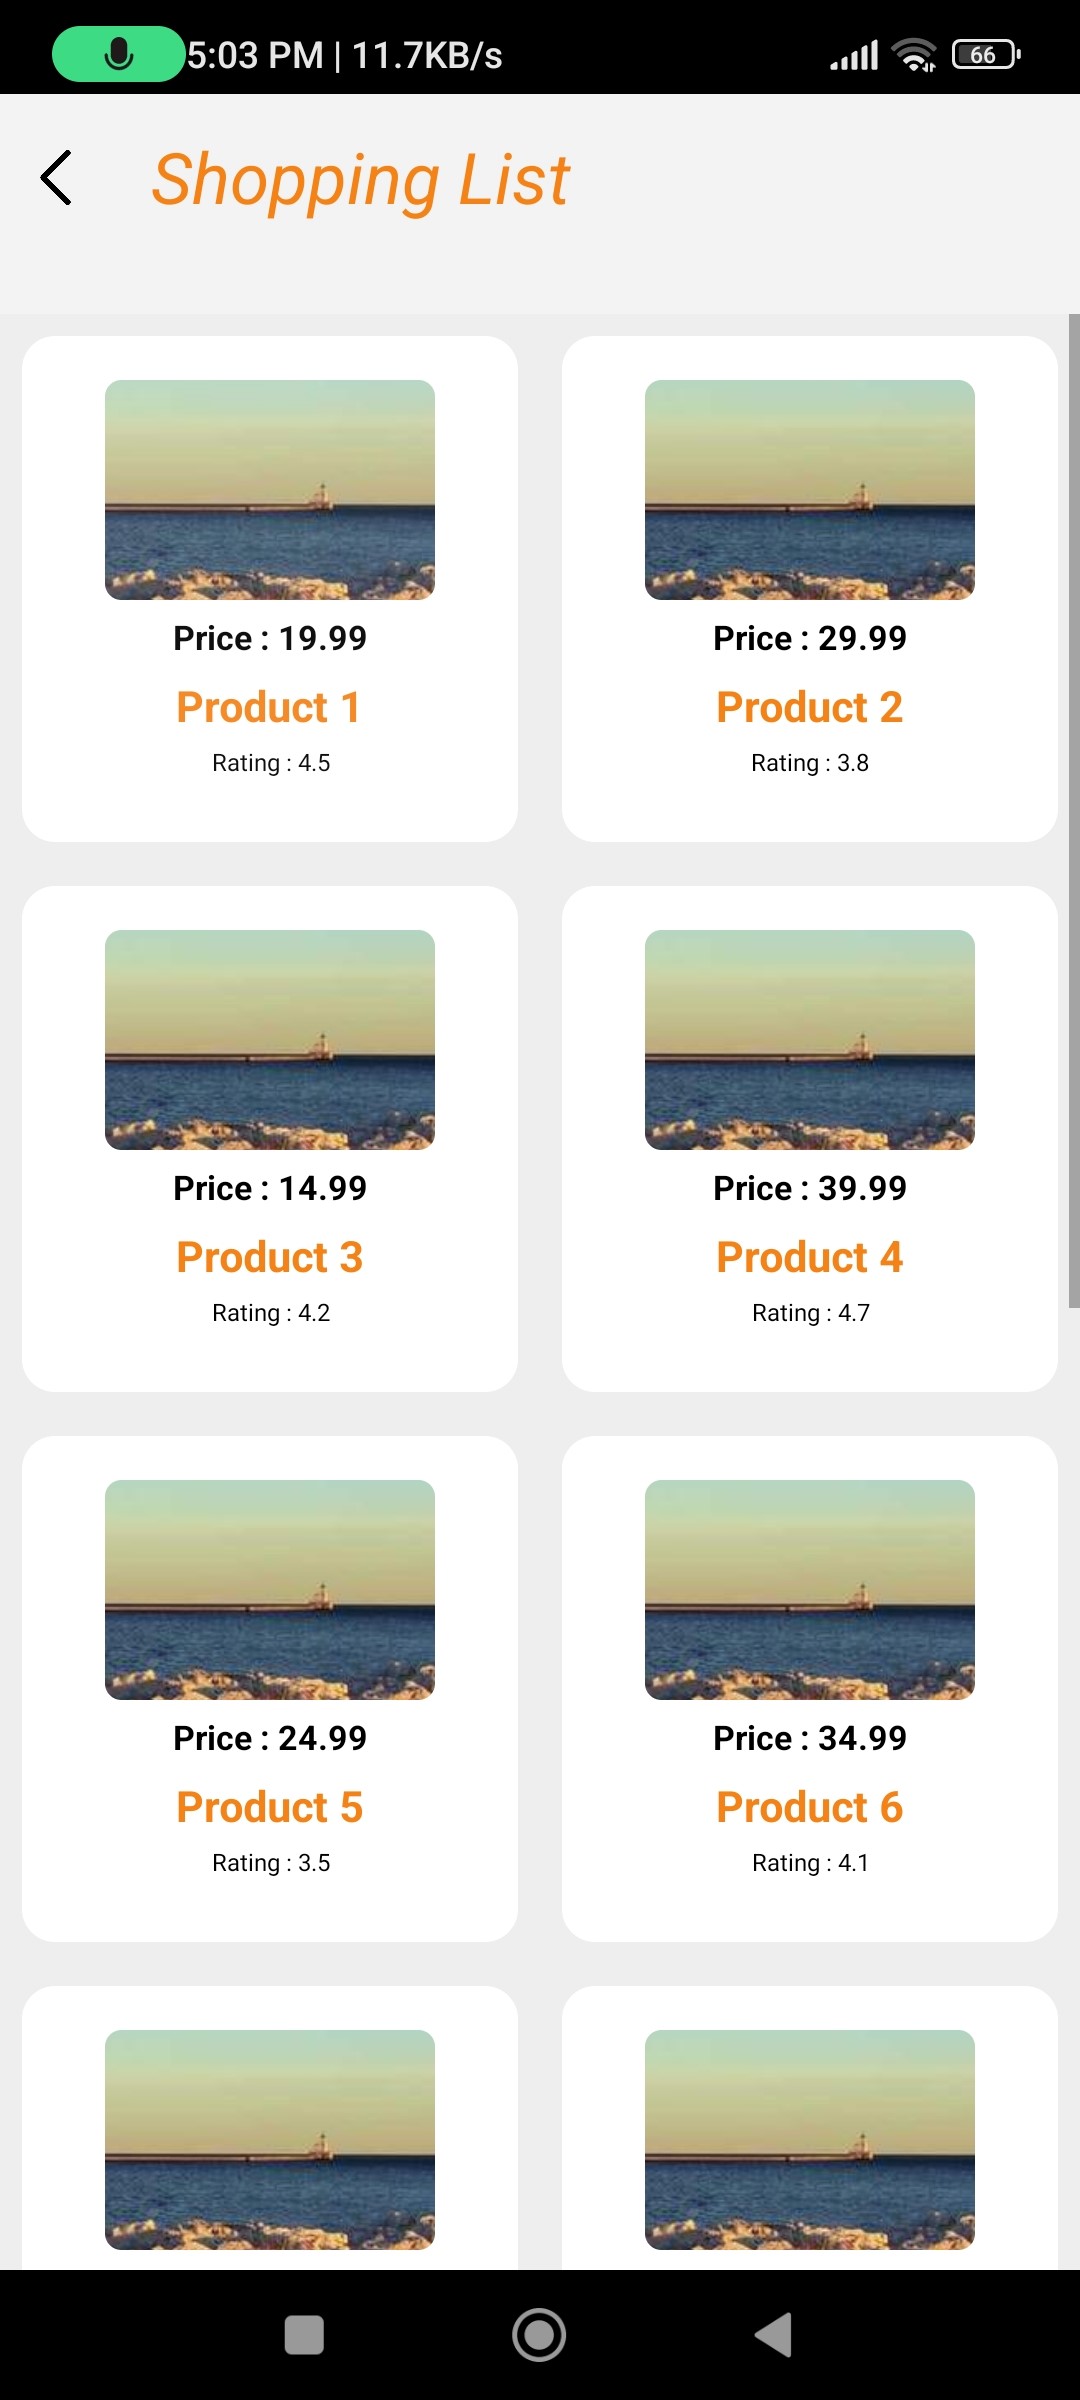 5:03 PM | 11.7KB/s
66
Shopping List
Price : 19.99
Product 1
Rating : 4.5
Price : 29.99
Product 2
Rating : 3.8
Price : 14.99
Product 3
Rating : 4.2
Price : 39.99
Product 4
Rating : 4.7
Price : 24.99
Product 5
Rating : 3.5
Price : 34.99
Product 6
Rating : 4.1